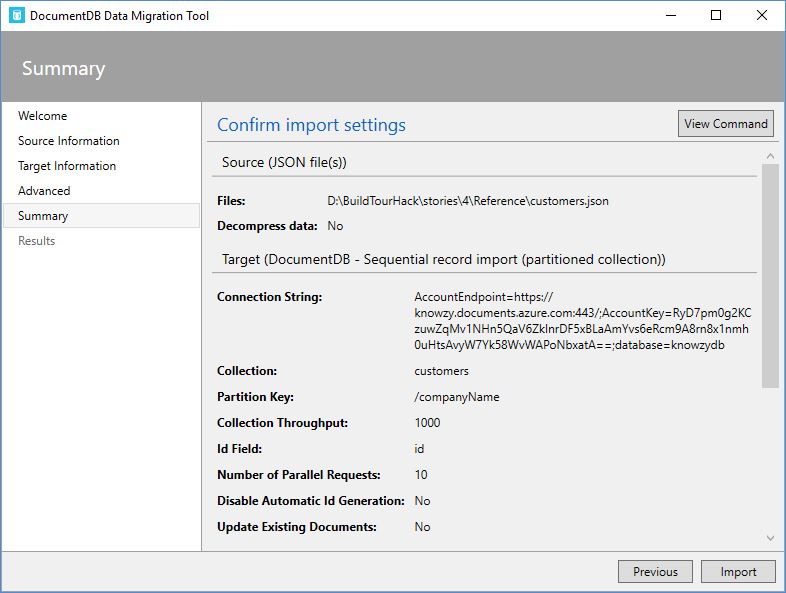 DocumentDB Data Migration Tool
Summary
Welcome
Source Information
Target Information
Advanced
Summary
Results
Confirm import settings
View Command
Source (JSON file(s))
Files: D:\BuildTourHack\stories\4\Reference\customers.json
Decompress data: No
Target (DocumentDB - Sequential record import (partitioned collection))
Connection String: AccountEndpoint=https://
knowzy.documents.azure.com:443/;AccountKey=RyD7pm0g2KC
zuwZqMv1NHn5QaV6ZkInrDF5xBLaAmYvs6eRcm9A8rn8x1nmh
0uHtsAvyW7Yk58WvWAPoNbxatA==;database=knowzydb
Collection: customers
Partition Key: /companyName
Collection Throughput: 1000
Id Field: id
Number of Parallel Requests: 10
Disable Automatic Id Generation: No
Update Existing Documents: No
Previous
Import